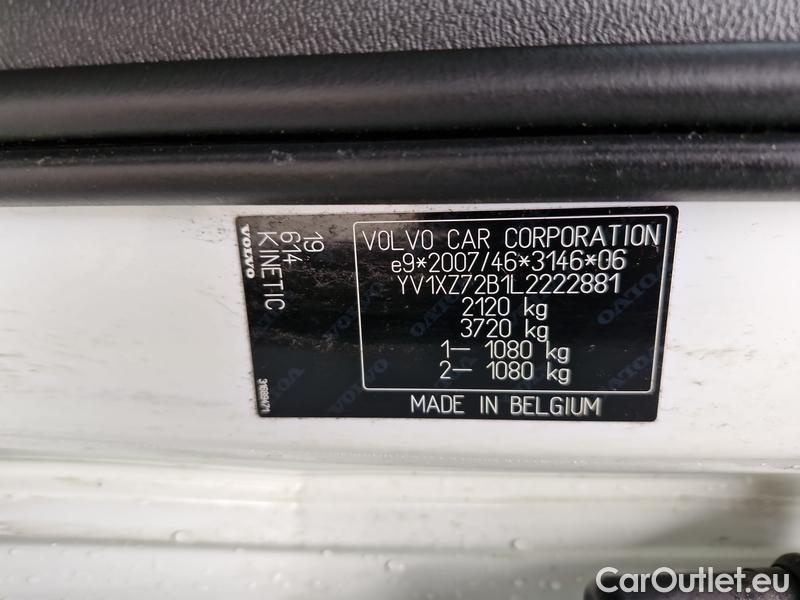 VOLVO CAR CORPORATION
e9*2007/46*3146*06
YV1XZ72B1L2222881
2120 kg
3720 kg
1– 1080 kg
2– 1080 kg
MADE IN BELGIUM
19
614
KINETIC
VOLVO
31689471
CarOutlet.eu